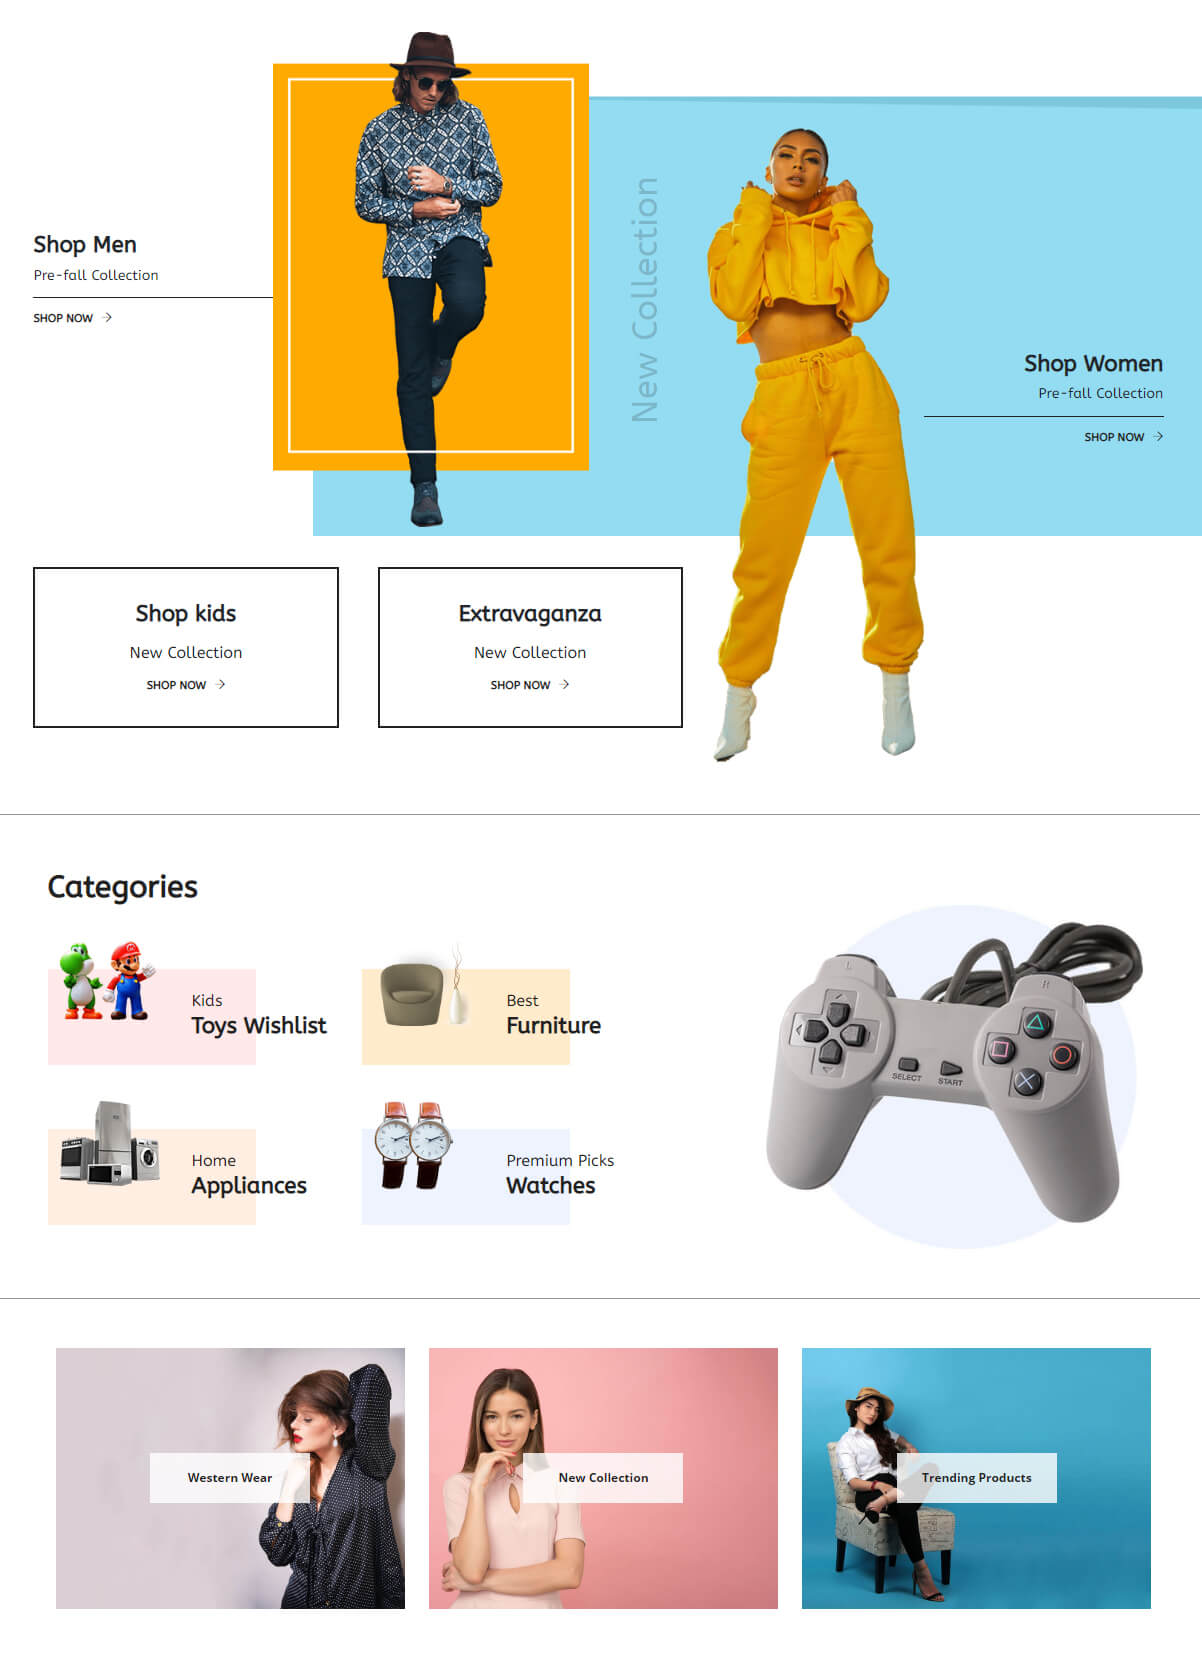 Shop Men
Pre-fall Collection
SHOP NOW
New Collection
Shop Women
Pre-fall Collection
SHOP NOW
Shop kids
New Collection
SHOP NOW
Extravaganza
New Collection
SHOP NOW
Categories
Kids
Toys Wishlist
Best
Furniture
Home
Appliances
Premium Picks
Watches
L
R
SELECT
START
Western Wear
New Collection
Trending Products